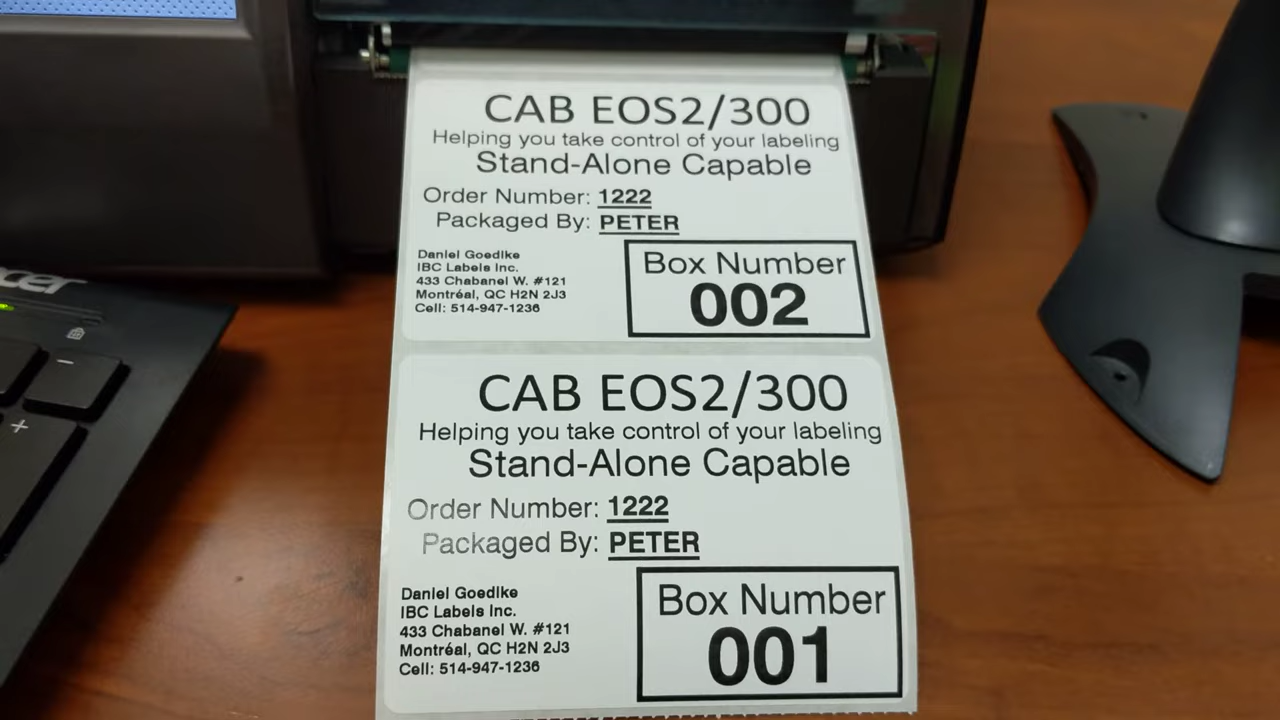 CAB EOS2/300
Helping you take control of your labeling
Stand-Alone Capable
Order Number: 1222
Packaged By: PETER
Daniel Goedike
IBC Labels Inc.
433 Chabanel W. #121
Montréal, QC H2N 2J3
Cell: 514-947-1236
Box Number
002
acer
CAB EOS2/300
Helping you take control of your labeling
Stand-Alone Capable
Order Number: 1222
Packaged By: PETER
Daniel Goedike
IBC Labels Inc.
433 Chabanel W. #121
Montréal, QC H2N 2J3
Cell: 514-947-1236
Box Number
001